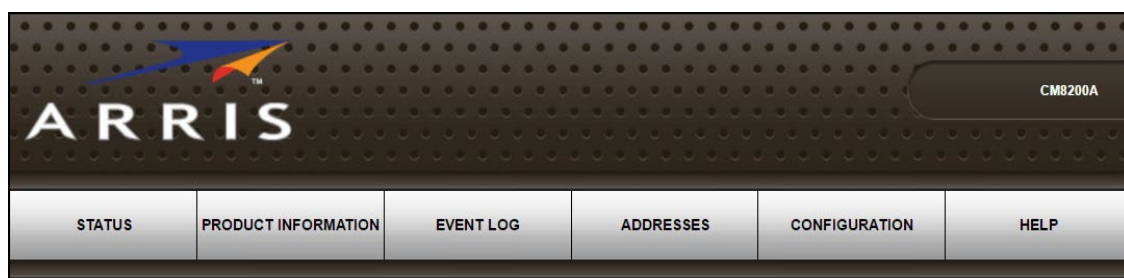 TM
ARRIS
CM8200A
STATUS
PRODUCT INFORMATION
EVENT LOG
ADDRESSES
CONFIGURATION
HELP